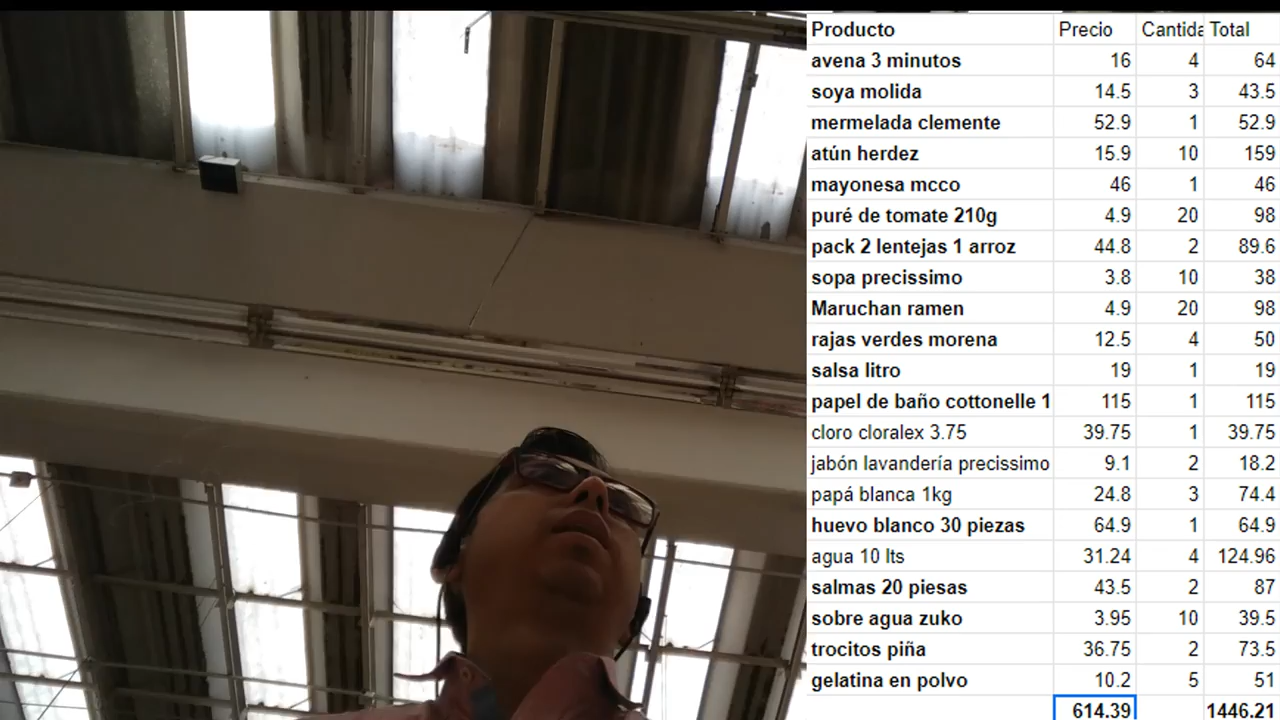 Producto Precio Cantida Total
avena 3 minutos 16 4 64
soya molida 14.5 3 43.5
mermelada clemente 52.9 1 52.9
atún herdez 15.9 10 159
mayonesa mcco 46 1 46
puré de tomate 210g 4.9 20 98
pack 2 lentejas 1 arroz 44.8 2 89.6
sopa precissimo 3.8 10 38
Maruchan ramen 4.9 20 98
rajas verdes morena 12.5 4 50
salsa litro 19 1 19
papel de baño cottonelle 1 115 1 115
cloro cloralex 3.75 39.75 1 39.75
jabón lavandería precissimo 9.1 2 18.2
papá blanca 1kg 24.8 3 74.4
huevo blanco 30 piezas 64.9 1 64.9
agua 10 lts 31.24 4 124.96
salmas 20 piesas 43.5 2 87
sobre agua zuko 3.95 10 39.5
trocitos piña 36.75 2 73.5
gelatina en polvo 10.2 5 51
614.39 1446.21